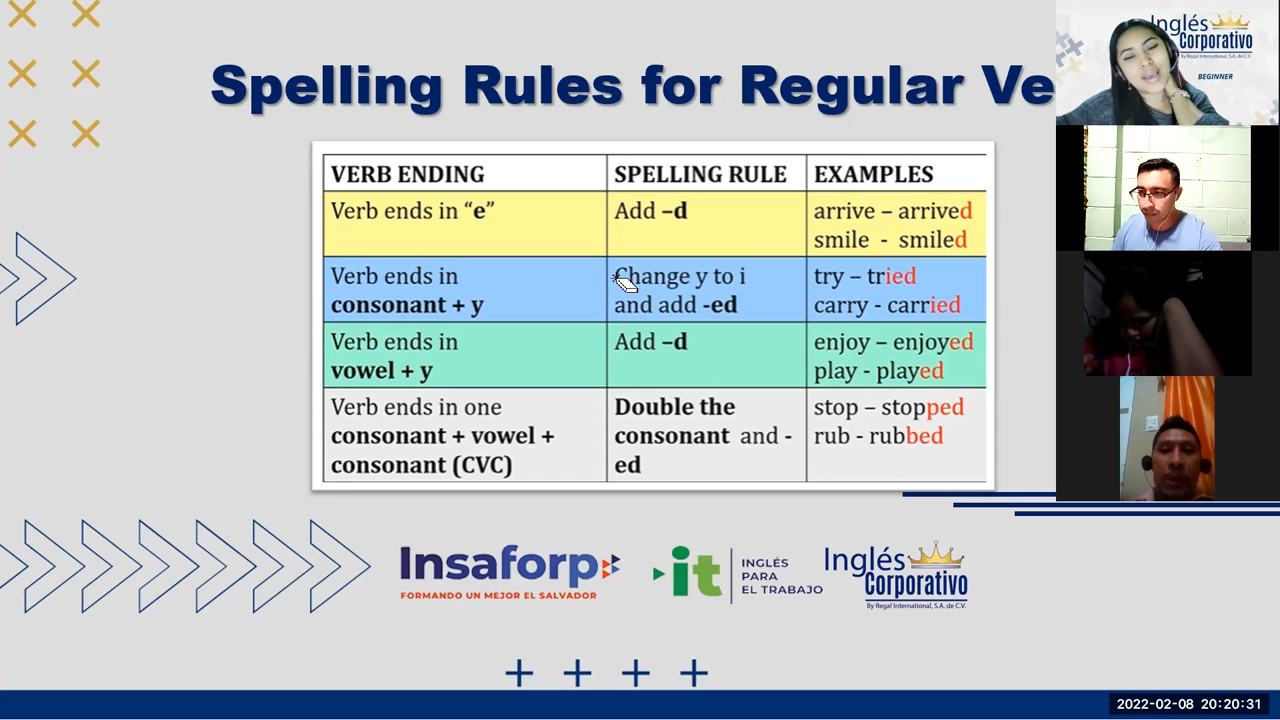 Spelling Rules for Regular Ve
VERB ENDING SPELLING RULE EXAMPLES
Verb ends in “e” Add –d arrive – arrived
smile - smiled
Verb ends in Change y to i try – tried
consonant + y and add -ed carry - carried
Verb ends in Add –d enjoy – enjoyed
vowel + y play - played
Verb ends in one Double the stop – stopped
consonant + vowel + consonant and - rub - rubbed
consonant (CVC) ed
Insaforp
FORMANDO UN MEJOR EL SALVADOR
it
INGLÉS
PARA
EL TRABAJO
Inglés
Corporativo
By Regal International, S.A. de C.V.
Inglés
Corporativo
By Regal International, S.A. de C.V.
BEGINNER
2022-02-08 20:20:31